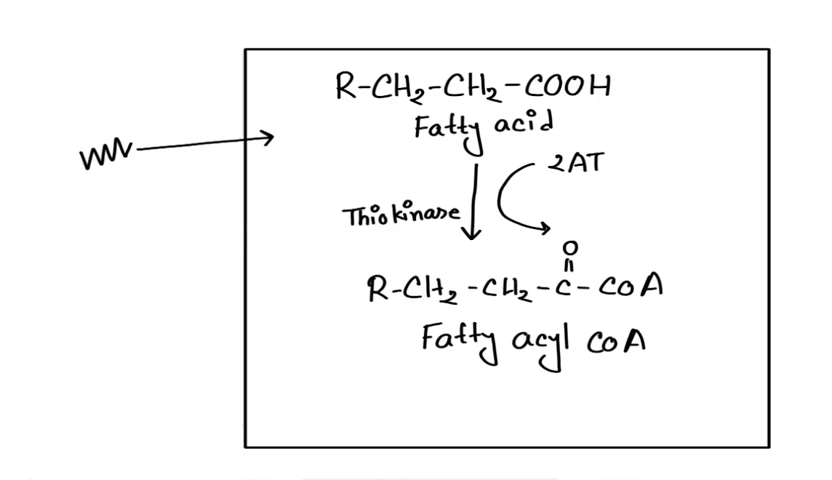 R-CH₂-CH₂-COOH
Fatty acid
2AT
Thiokinase
O
R-CH₂-CH₂-C-COA
Fatty acyl COA